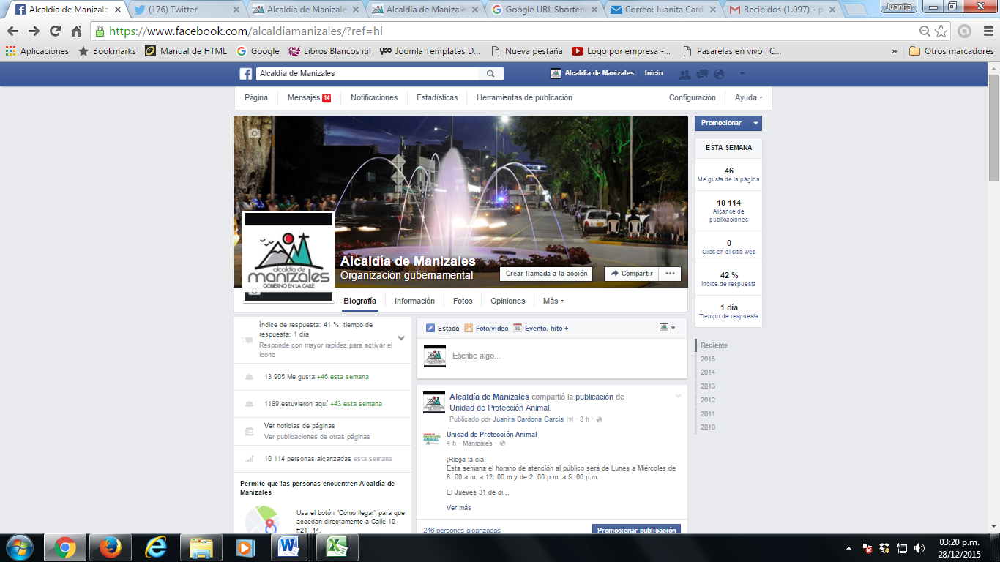 Alcaldía de Manizale
(176) Twitter
Alcaldía de Manizale
Alcaldía de Manizale
Google URL Shorten
Correo: Juanita Card
Recibidos (1.097) - p
Juanita
https://www.facebook.com/alcaldiamanizales/?ref=hl
Aplicaciones
Bookmarks
Manual de HTML
Google
Libros Blancos itil
Joomla Templates D...
Nueva pestaña
Logo por empresa -...
Pasarelas en vivo | C...
»
Otros marcadores
Alcaldía de Manizales
Alcaldía de Manizales
Inicio
Página
Mensajes 14
Notificaciones
Estadísticas
Herramientas de publicación
Configuración
Ayuda
Promocionar
ESTA SEMANA
46
Me gusta de la página
10 114
Alcance de
publicaciones
0
Clics en el sitio web
42 %
Índice de respuesta
1 día
Tiempo de respuesta
Reciente
2015
2014
2013
2012
2011
2010
alcaldía de
manizales
GOBIERNO EN LA CALLE
Alcaldía de Manizales
Organización gubernamental
Crear llamada a la acción
Compartir
Biografía
Información
Fotos
Opiniones
Más
Índice de respuesta: 41 %; tiempo de
respuesta: 1 día
Responde con mayor rapidez para activar el
icono
13 905 Me gusta +46 esta semana
1189 estuvieron aquí +43 esta semana
Ver noticias de páginas
Ver publicaciones de otras páginas
10 114 personas alcanzadas esta semana
Permite que las personas encuentren Alcaldía de
Manizales
Usa el botón "Cómo llegar" para que
accedan directamente a Calle 19
#21- 44.
Estado
Foto/video
31
Evento, hito +
Escribe algo...
Alcaldía de Manizales compartió la publicación de
Unidad de Protección Animal.
Publicado por Juanita Cardona Garcia [?] · 3 h ·
Unidad de Protección Animal
4 h · Manizales ·
¡Riega la ola!
Esta semana el horario de atención al público será de Lunes a Miércoles de
8: 00 a.m. a 12: 00 m y de 2: 00 p.m. a 5: 00 p.m.
El Jueves 31 de di...
Ver más
246 personas alcanzadas
Promocionar publicación
03:20 p.m.
28/12/2015